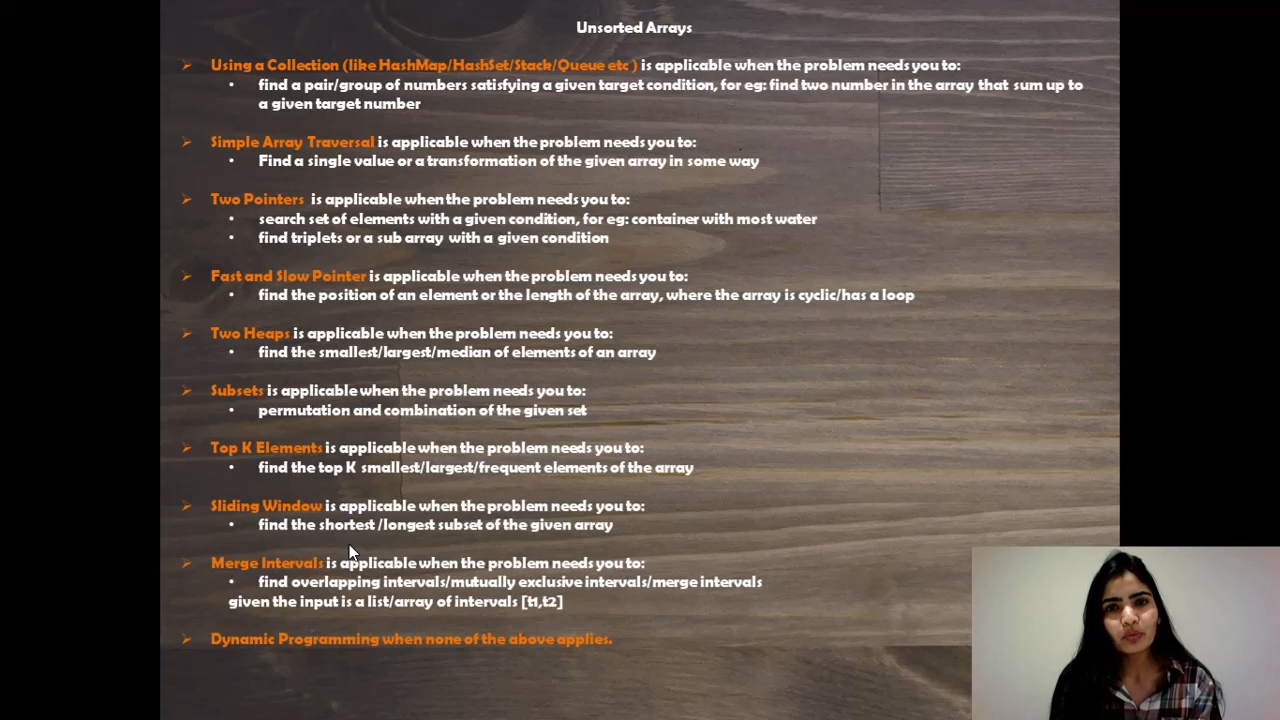 Unsorted Arrays
➢ Using a Collection (like HashMap/HashSet/Stack/Queue etc ) is applicable when the problem needs you to:
• find a pair/group of numbers satisfying a given target condition, for eg: find two number in the array that sum up to
a given target number
➢ Simple Array Traversal is applicable when the problem needs you to:
• Find a single value or a transformation of the given array in some way
➢ Two Pointers is applicable when the problem needs you to:
• search set of elements with a given condition, for eg: container with most water
• find triplets or a sub array with a given condition
➢ Fast and Slow Pointer is applicable when the problem needs you to:
• find the position of an element or the length of the array, where the array is cyclic/has a loop
➢ Two Heaps is applicable when the problem needs you to:
• find the smallest/largest/median of elements of an array
➢ Subsets is applicable when the problem needs you to:
• permutation and combination of the given set
➢ Top K Elements is applicable when the problem needs you to:
• find the top K smallest/largest/frequent elements of the array
➢ Sliding Window is applicable when the problem needs you to:
• find the shortest /longest subset of the given array
➢ Merge Intervals is applicable when the problem needs you to:
• find overlapping intervals/mutually exclusive intervals/merge intervals
given the input is a list/array of intervals [t1,t2]
➢ Dynamic Programming when none of the above applies.